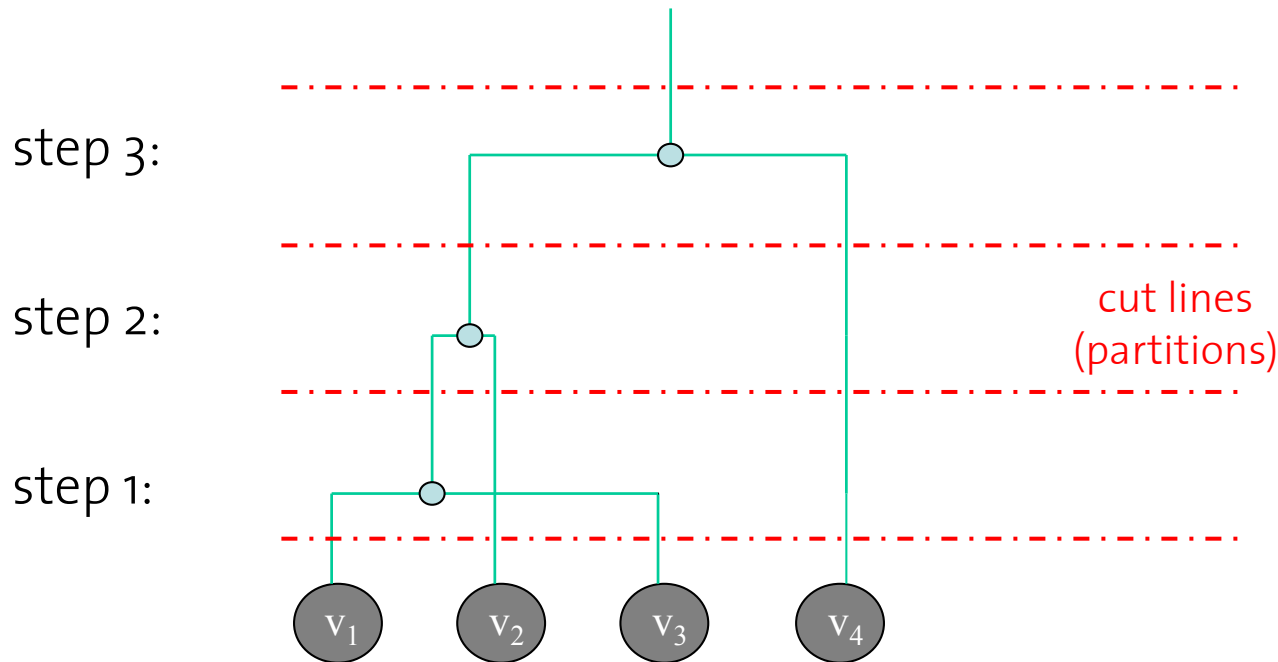 step 3:
step 2:
cut lines
(partitions)
step 1:
v1
v2
v3
v4